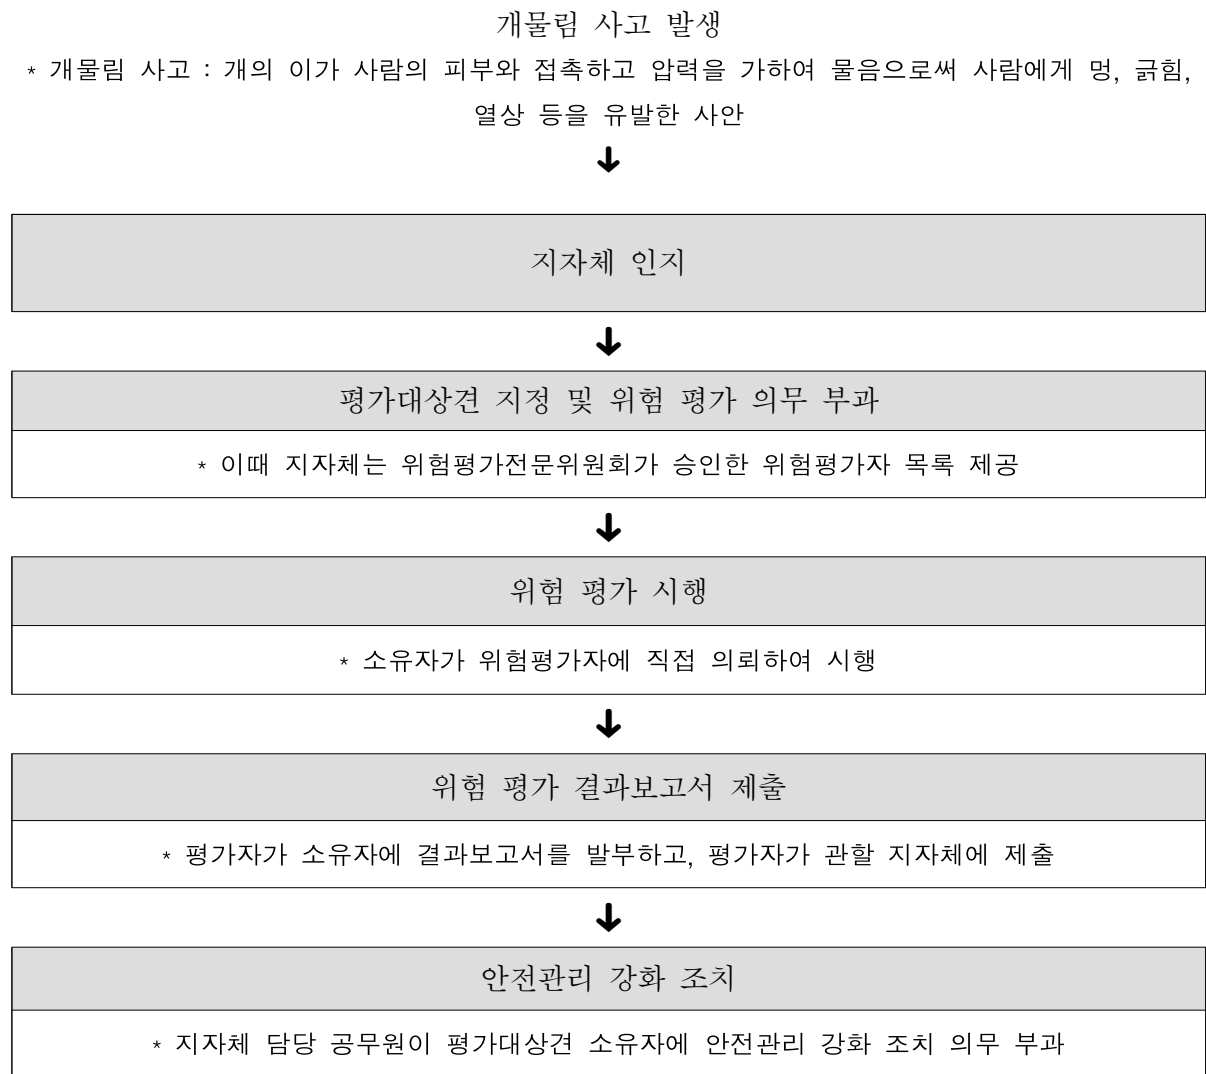 개물림 사고 발생
* 개물림 사고 : 개의 이가 사람의 피부와 접촉하고 압력을 가하여 물음으로써 사람에게 멍, 긁힘,
열상 등을 유발한 사안
지자체 인지
평가대상견 지정 및 위험 평가 의무 부과
* 이때 지자체는 위험평가전문위원회가 승인한 위험평가자 목록 제공
위험 평가 시행
* 소유자가 위험평가자에 직접 의뢰하여 시행
위험 평가 결과보고서 제출
* 평가자가 소유자에 결과보고서를 발부하고, 평가자가 관할 지자체에 제출
안전관리 강화 조치
* 지자체 담당 공무원이 평가대상견 소유자에 안전관리 강화 조치 의무 부과